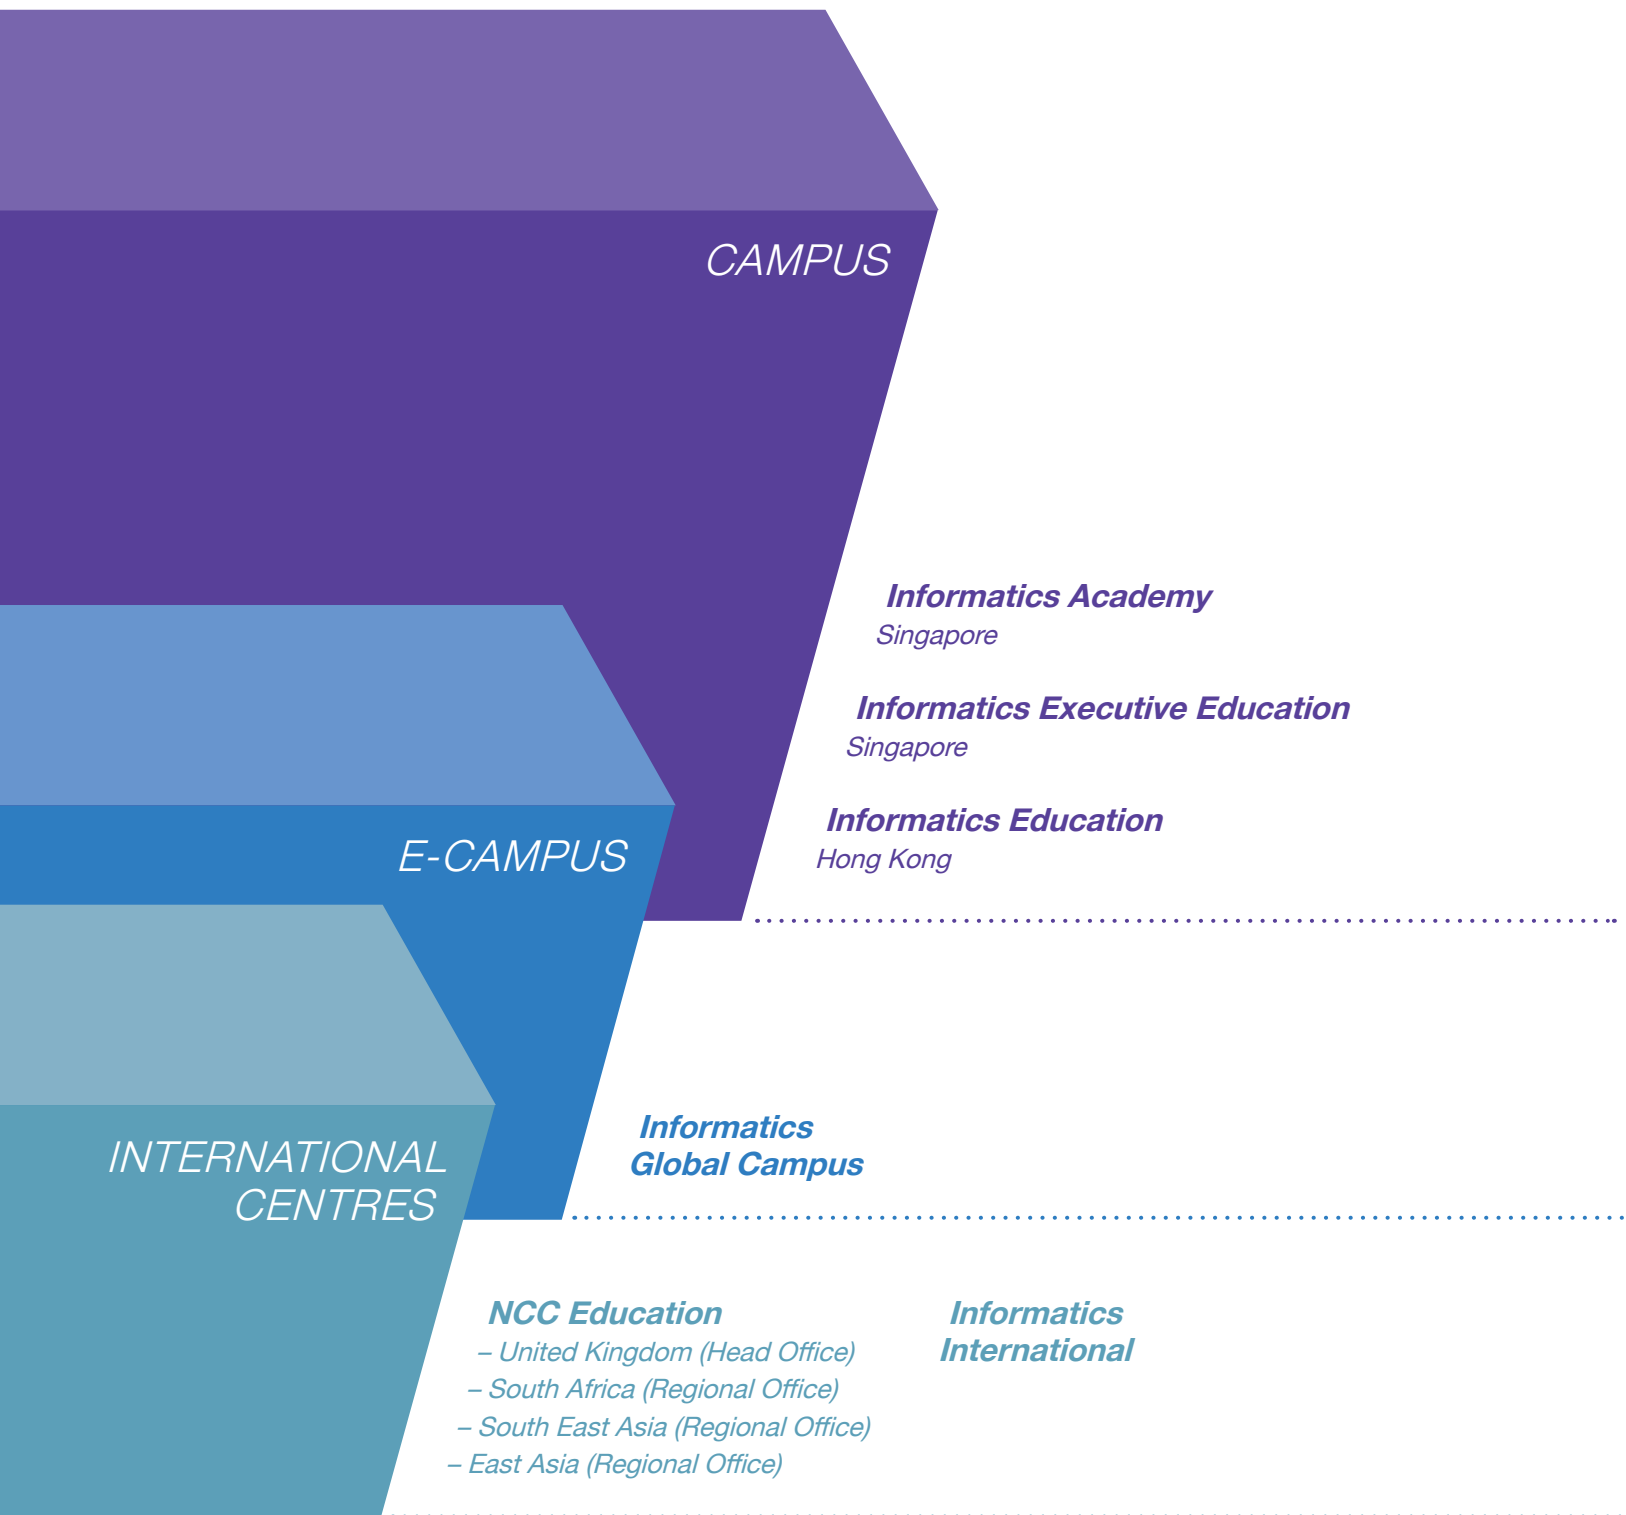 CAMPUS
Informatics Academy
Singapore
Informatics Executive Education
Singapore
Informatics Education
Hong Kong
E-CAMPUS
Informatics
Global Campus
INTERNATIONAL
CENTRES
NCC Education
– United Kingdom (Head Office)
– South Africa (Regional Office)
– South East Asia (Regional Office)
– East Asia (Regional Office)
Informatics
International